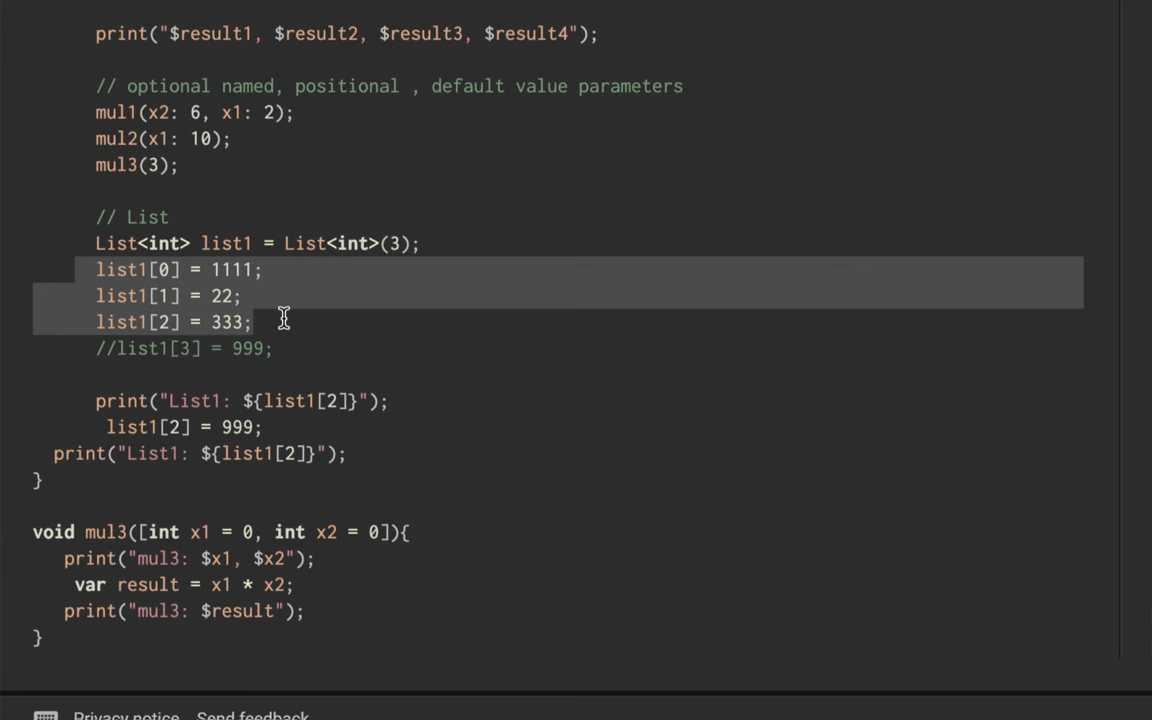 print("$result1, $result2, $result3, $result4");
// optional named, positional , default value parameters
mul1(x2: 6, x1: 2);
mul2(x1: 10);
mul3(3);
// List
List<int> list1 = List<int>(3);
list1[0] = 1111;
list1[1] = 22;
list1[2] = 333;
//list1[3] = 999;
print("List1: ${list1[2]}");
list1[2] = 999;
print("List1: ${list1[2]}");
}
void mul3([int x1 = 0, int x2 = 0]){
print("mul3: $x1, $x2");
var result = x1 * x2;
print("mul3: $result");
}
Privacy notice Send feedback